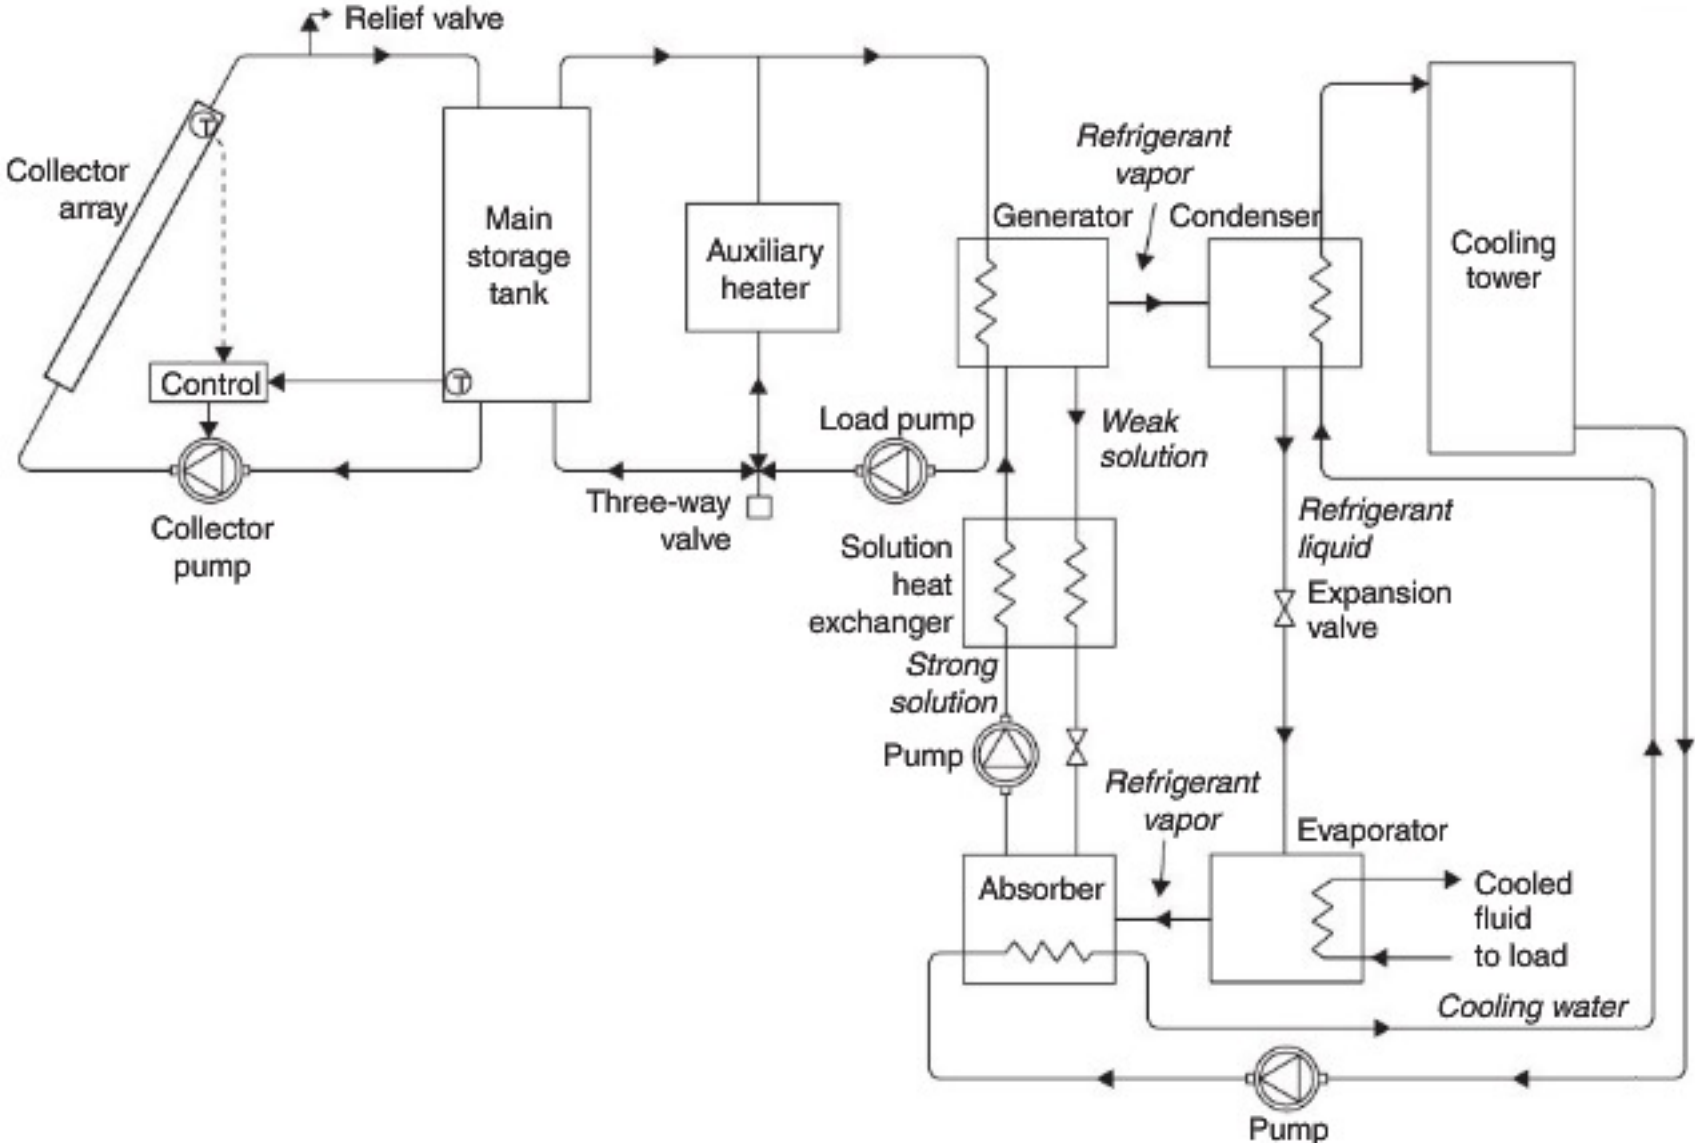 Relief valve
Collector
array
T
Main
storage
tank
Auxiliary
heater
Refrigerant
vapor
Generator
Condenser
Cooling
tower
Control
T
Load pump
Weak
solution
Collector
pump
Three-way
valve
Solution
heat
exchanger
Refrigerant
liquid
Expansion
valve
Strong
solution
Pump
Refrigerant
vapor
Evaporator
Absorber
Cooled
fluid
to load
Cooling water
Pump